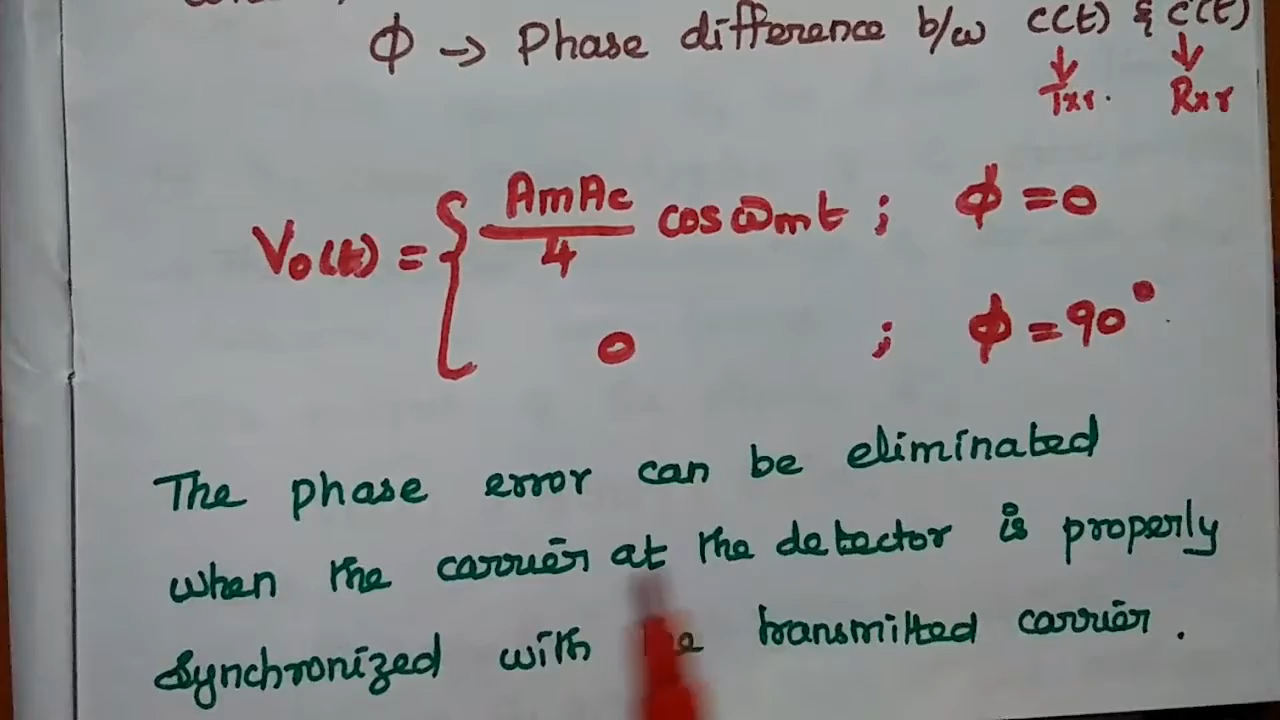 ϕ → Phase difference b/w c(t) & c'(t)
Txr. Rxr
Vo(t) = { AmAc/4 cos ωmt ; ϕ = 0
0 ; ϕ = 90°
The phase error can be eliminated
when the carrier at the detector is properly
synchronized with the transmitted carrier.